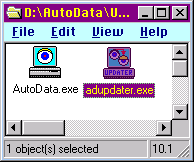 D:\AutoData\U...
File Edit View Help
UPDATER
AutoData.exe adupdater.exe
1 object(s) selected 10.1